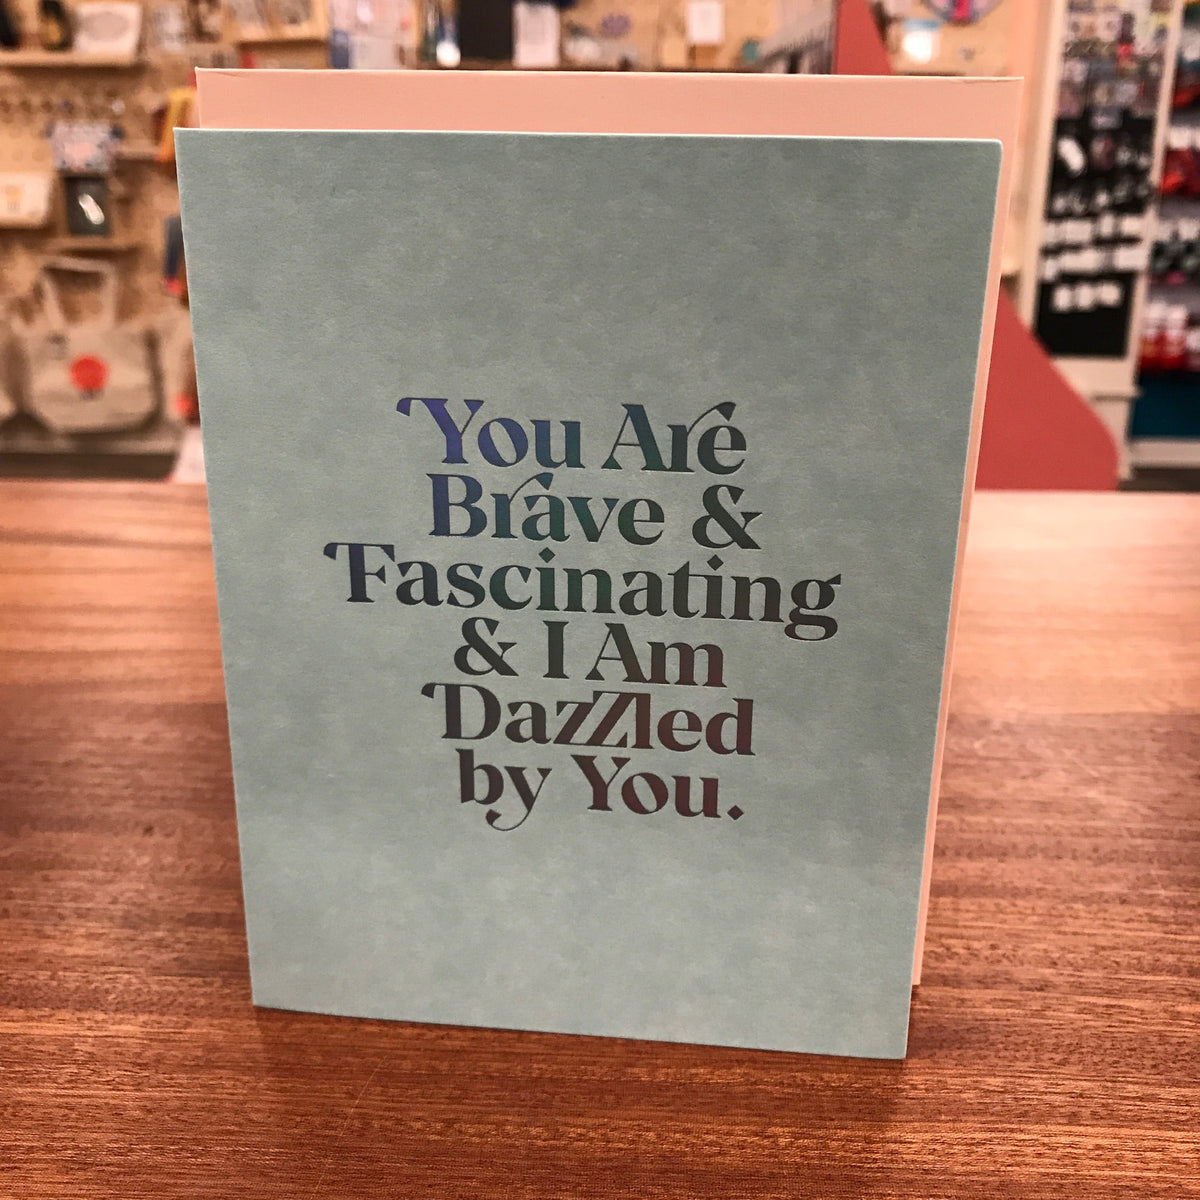 You Are
Brave &
Fascinating
& I Am
Dazzled
by You.